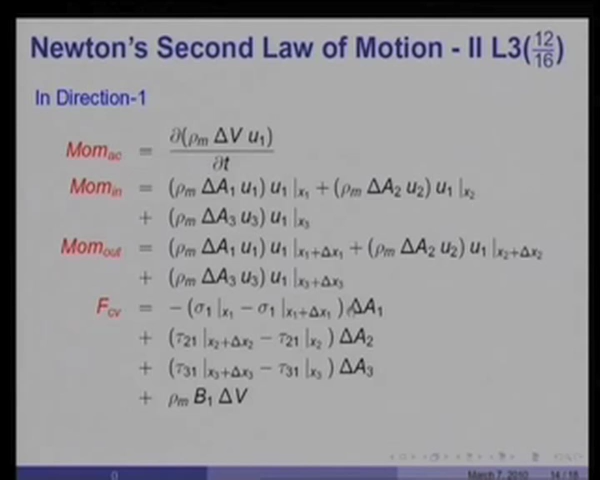 Newton's Second Law of Motion - II L3(12/16)
In Direction-1
Mom_ac = ∂(ρ_m ΔV u_1) / ∂t
Mom_in = (ρ_m ΔA_1 u_1) u_1 |_{x_1} + (ρ_m ΔA_2 u_2) u_1 |_{x_2}
+ (ρ_m ΔA_3 u_3) u_1 |_{x_3}
Mom_out = (ρ_m ΔA_1 u_1) u_1 |_{x_1+Δx_1} + (ρ_m ΔA_2 u_2) u_1 |_{x_2+Δx_2}
+ (ρ_m ΔA_3 u_3) u_1 |_{x_3+Δx_3}
F_cv = − (σ_1 |_{x_1} − σ_1 |_{x_1+Δx_1}) ΔA_1
+ (τ_21 |_{x_2+Δx_2} − τ_21 |_{x_2}) ΔA_2
+ (τ_31 |_{x_3+Δx_3} − τ_31 |_{x_3}) ΔA_3
+ ρ_m B_1 ΔV
() March 7, 2010 14 / 18